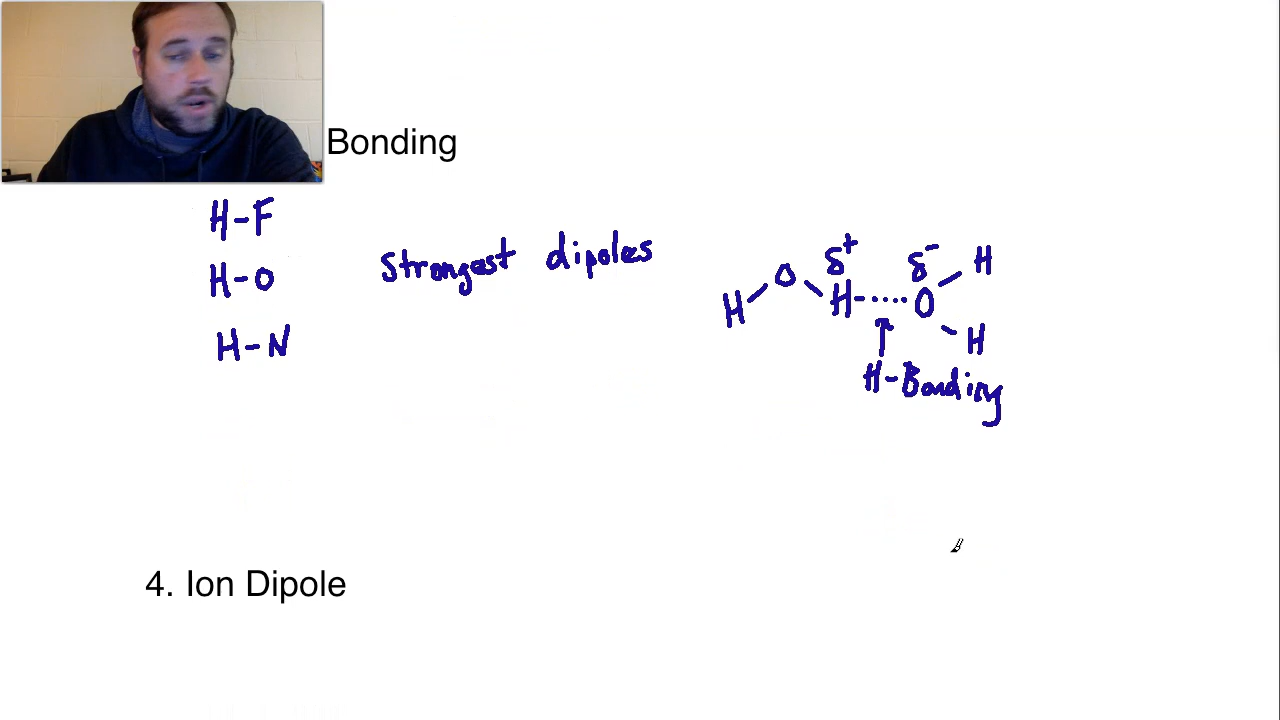 Bonding
H-F
H-O
H-N
Strongest dipoles
δ+ δ- H
H O H ····· O
H
H-Bonding
4. Ion Dipole